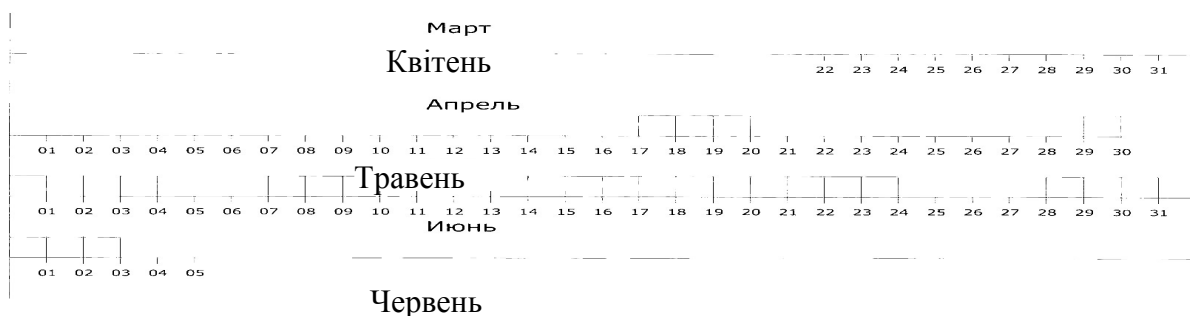 Март
Квітень
22 23 24 25 26 27 28 29 30 31
Апрель
01 02 03 04 05 06 07 08 09 10 11 12 13 14 15 16 17 18 19 20 21 22 23 24 25 26 27 28 29 30
Травень
01 02 03 04 05 06 07 08 09 10 11 12 13 14 15 16 17 18 19 20 21 22 23 24 25 26 27 28 29 30 31
Июнь
01 02 03 04 05
Червень